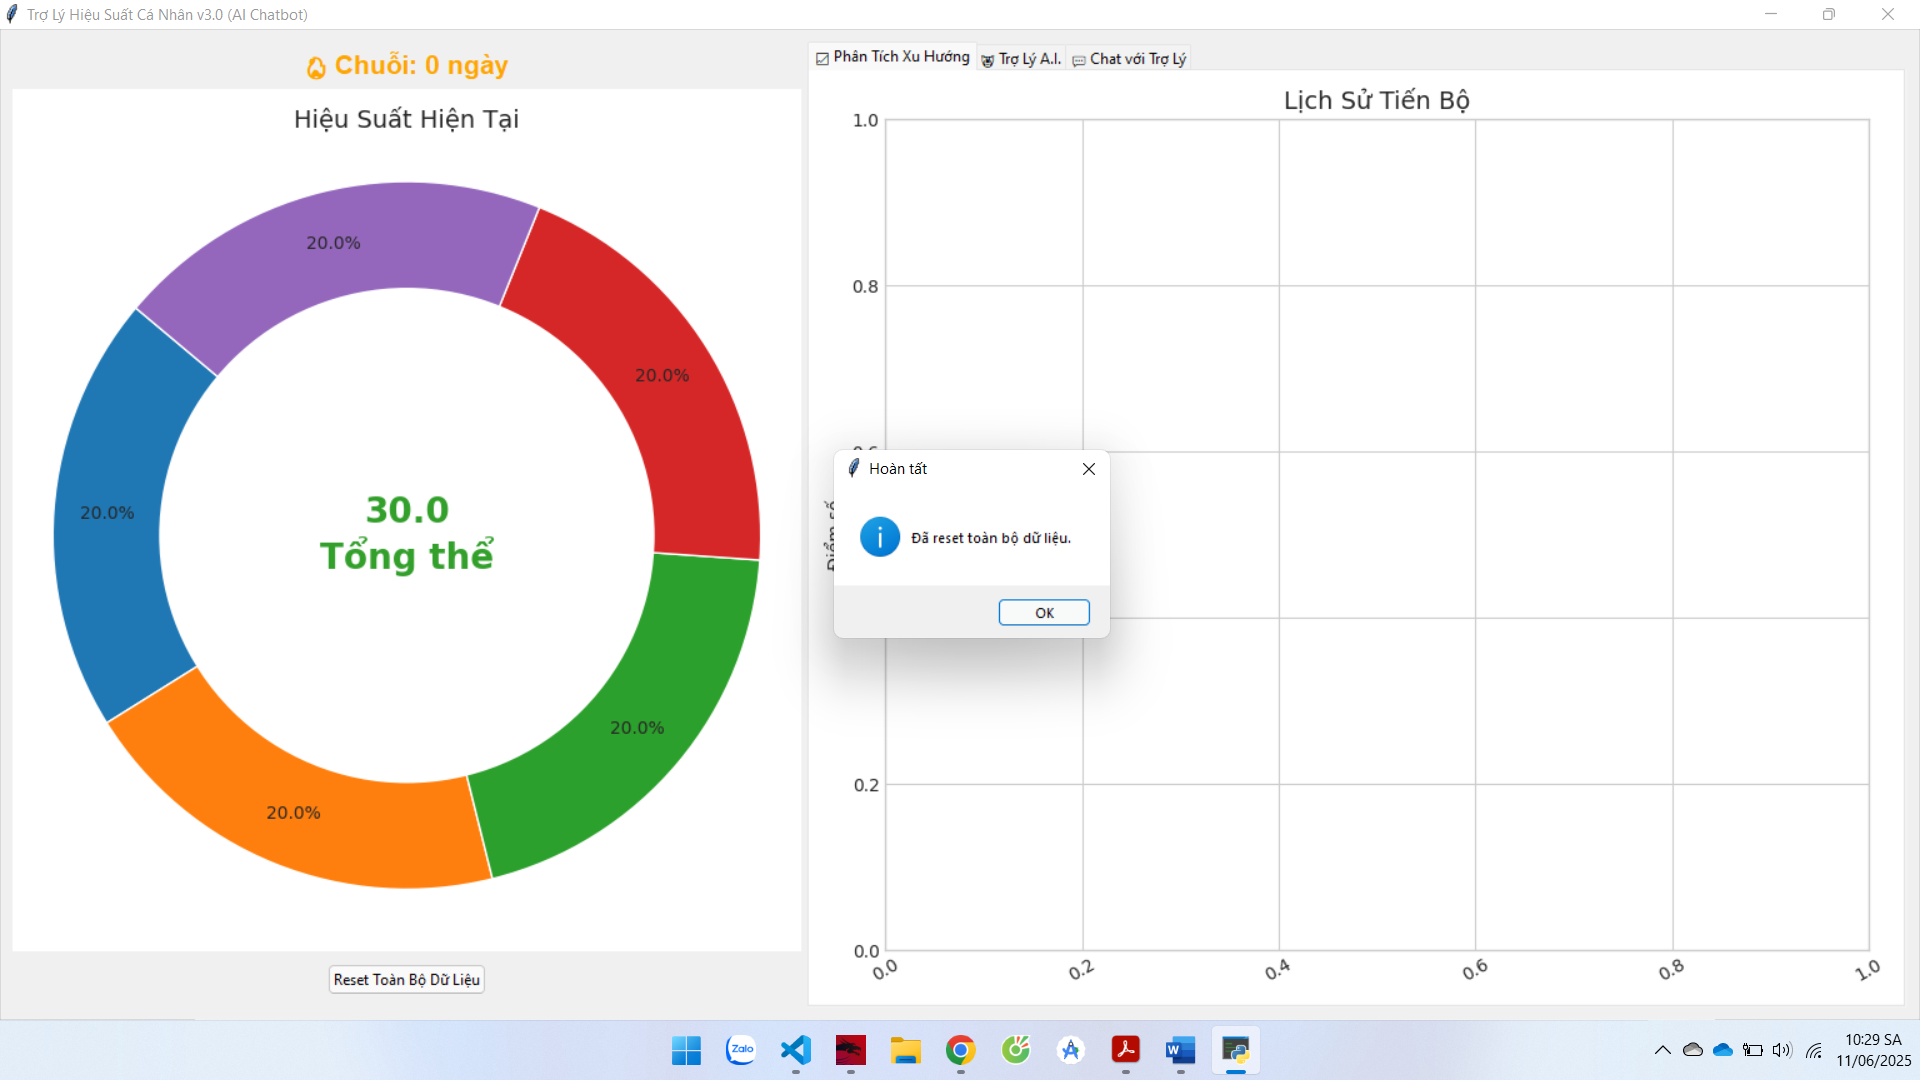 Trợ Lý Hiệu Suất Cá Nhân v3.0 (AI Chatbot)
Chuỗi: 0 ngày
Hiệu Suất Hiện Tại
20.0%
20.0%
20.0%
20.0%
20.0%
30.0
Tổng thể
Reset Toàn Bộ Dữ Liệu
Phân Tích Xu Hướng
Trợ Lý A.I.
Chat với Trợ Lý
Lịch Sử Tiến Bộ
1.0
0.8
0.2
0.0
Điểm số
0.0
0.2
0.4
0.6
0.8
1.0
Hoàn tất
Đã reset toàn bộ dữ liệu.
OK
Zalo
10:29 SA
11/06/2025